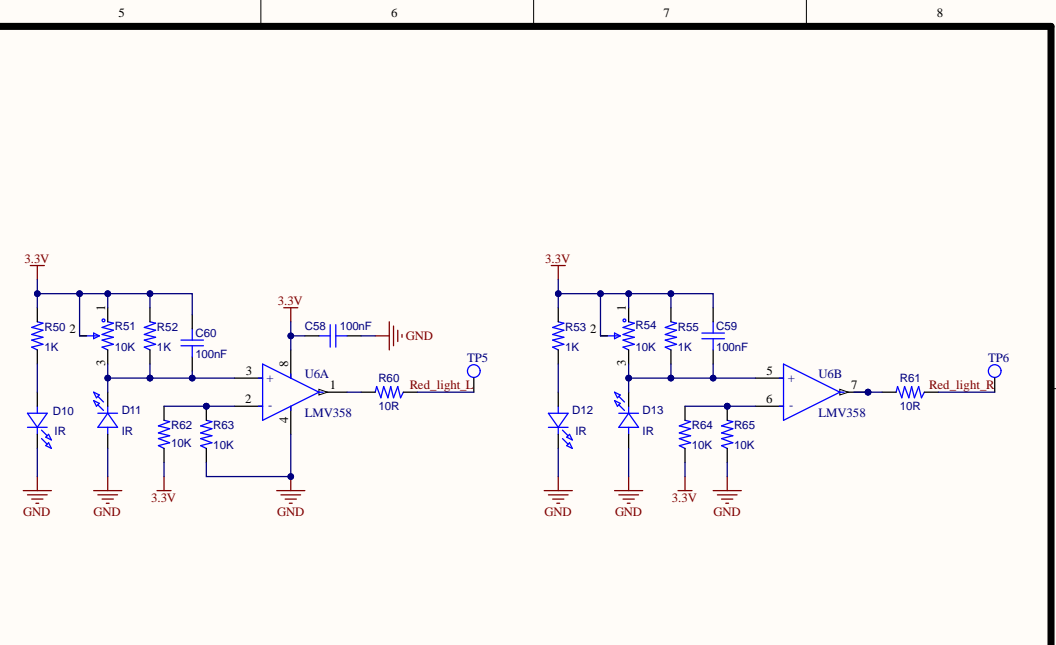 5 6 7 8
3.3V
R50
1K
2
1
R51
10K
3
R52
1K
C60
100nF
3.3V
C58 100nF
GND
D10
IR
D11
IR
3
2
8
4
+
-
U6A
1
LMV358
R62
10K
R63
10K
R60
10R
Red_light_L
TP5
GND
GND
3.3V
GND
3.3V
R53
1K
2
1
R54
10K
3
R55
1K
C59
100nF
D12
IR
D13
IR
5
6
+
-
U6B
7
LMV358
R64
10K
R65
10K
R61
10R
Red_light_R
TP6
GND
GND
3.3V
GND